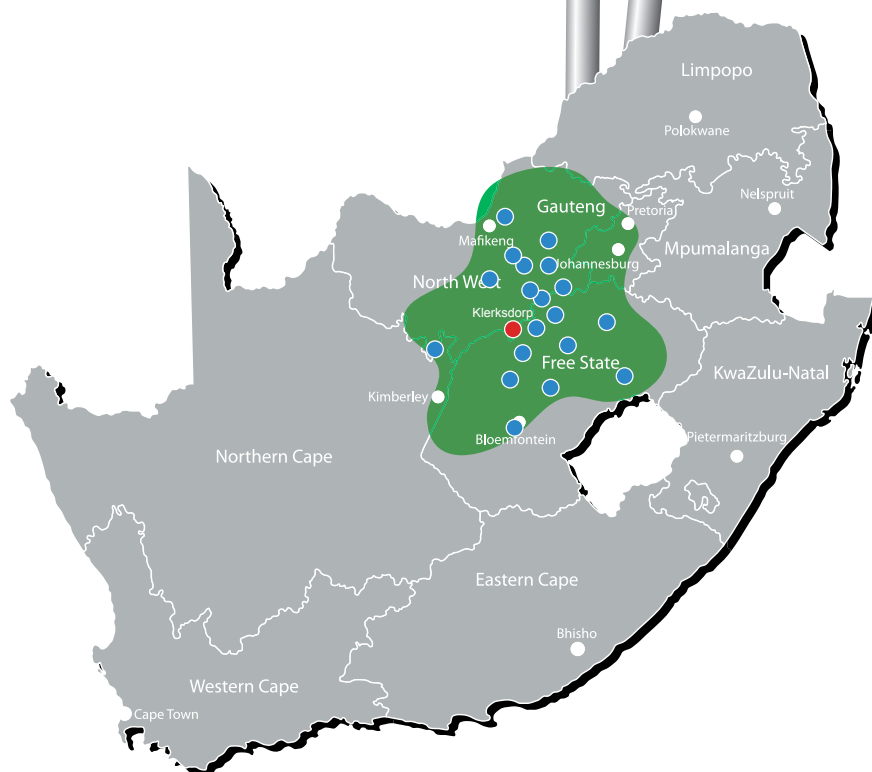 Limpopo
Polokwane
Nelspruit
Gauteng
Pretoria
Mafikeng
Mpumalanga
Johannesburg
North West
Klerksdorp
Free State
KwaZulu-Natal
Kimberley
Bloemfontein
Pietermaritzburg
Northern Cape
Eastern Cape
Bhisho
Western Cape
Cape Town